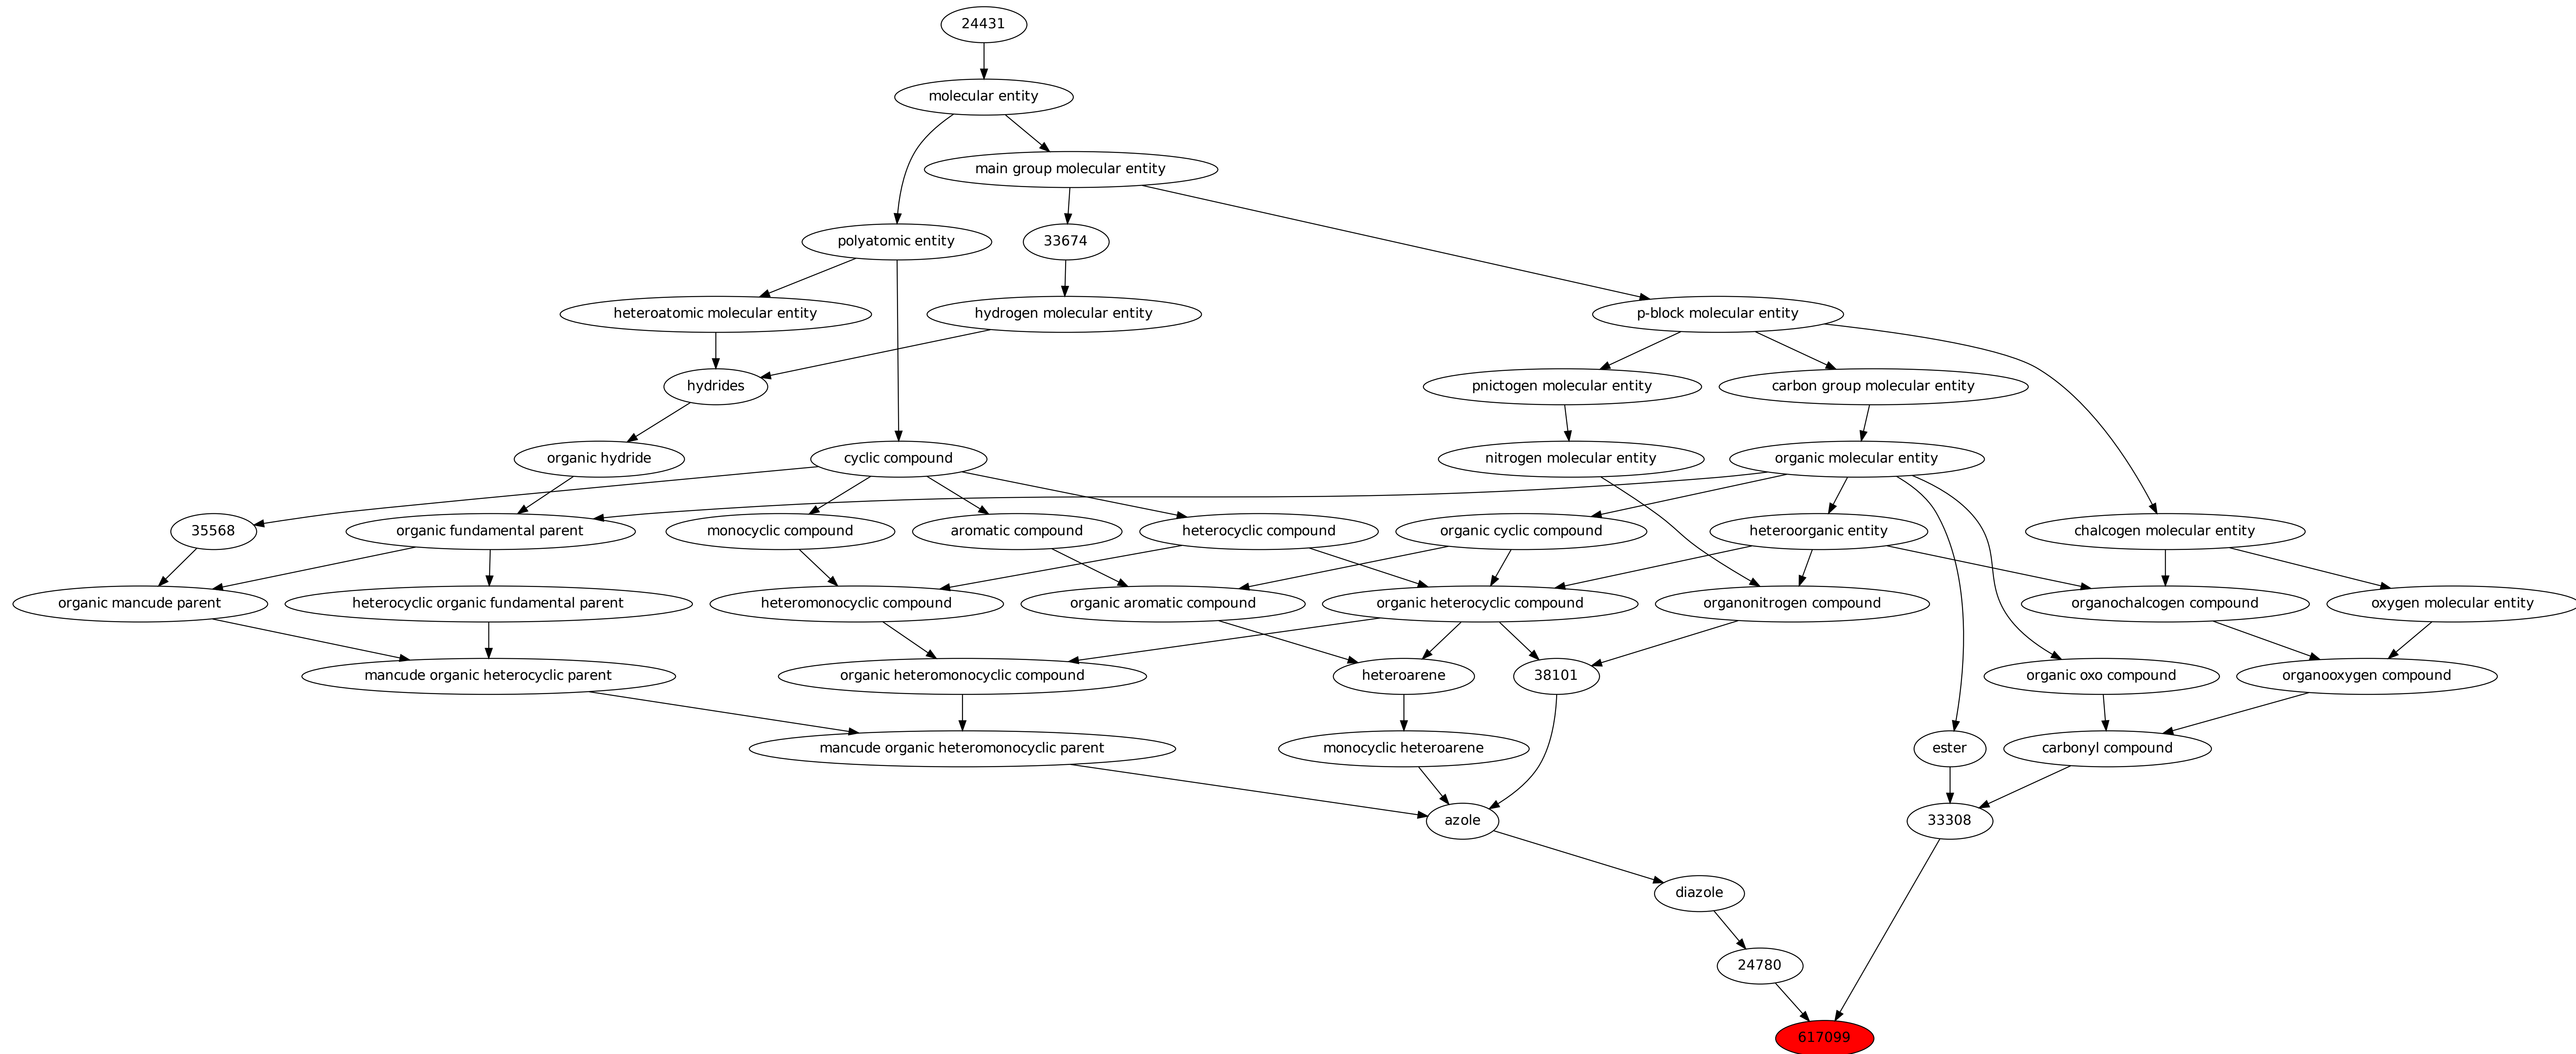 24431
molecular entity
main group molecular entity
polyatomic entity
33674
heteroatomic molecular entity
hydrogen molecular entity
p-block molecular entity
hydrides
pnictogen molecular entity
carbon group molecular entity
organic hydride
cyclic compound
nitrogen molecular entity
organic molecular entity
35568
organic fundamental parent
monocyclic compound
aromatic compound
heterocyclic compound
organic cyclic compound
heteroorganic entity
chalcogen molecular entity
organic mancude parent
heterocyclic organic fundamental parent
heteromonocyclic compound
organic aromatic compound
organic heterocyclic compound
organonitrogen compound
organochalcogen compound
oxygen molecular entity
mancude organic heterocyclic parent
organic heteromonocyclic compound
heteroarene
38101
organic oxo compound
organooxygen compound
mancude organic heteromonocyclic parent
monocyclic heteroarene
ester
carbonyl compound
azole
33308
diazole
24780
617099